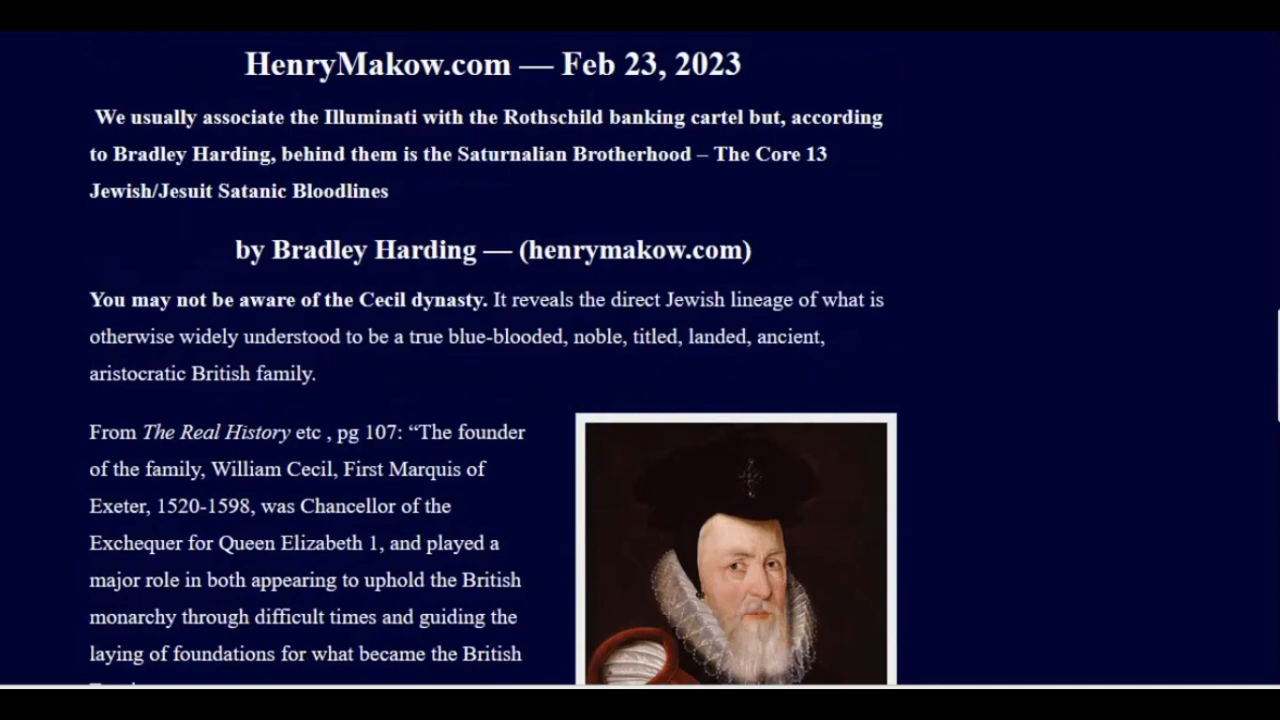 HenryMakow.com — Feb 23, 2023
We usually associate the Illuminati with the Rothschild banking cartel but, according
to Bradley Harding, behind them is the Saturnalian Brotherhood – The Core 13
Jewish/Jesuit Satanic Bloodlines
by Bradley Harding — (henrymakow.com)
You may not be aware of the Cecil dynasty. It reveals the direct Jewish lineage of what is
otherwise widely understood to be a true blue-blooded, noble, titled, landed, ancient,
aristocratic British family.
From The Real History etc , pg 107: “The founder
of the family, William Cecil, First Marquis of
Exeter, 1520-1598, was Chancellor of the
Exchequer for Queen Elizabeth 1, and played a
major role in both appearing to uphold the British
monarchy through difficult times and guiding the
laying of foundations for what became the British